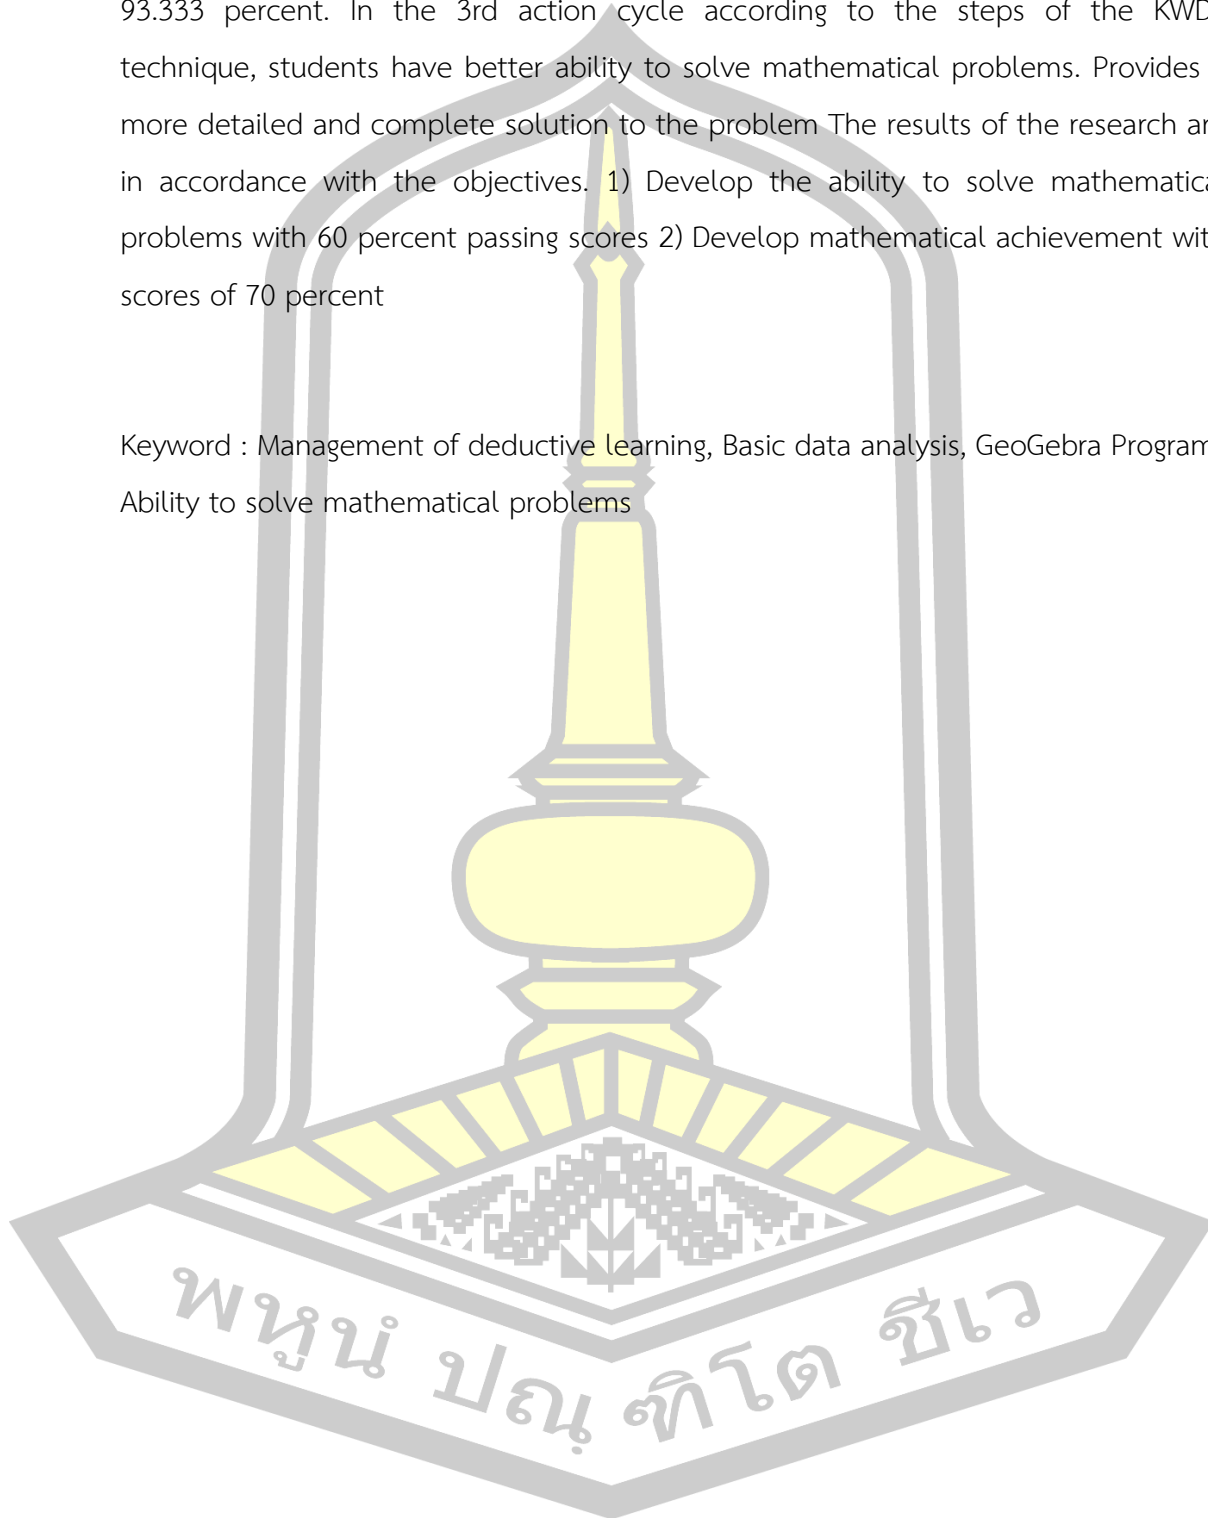 93.333 percent. In the 3rd action cycle according to the steps of the KWD
technique, students have better ability to solve mathematical problems. Provides
more detailed and complete solution to the problem The results of the research ar
in accordance with the objectives. 1) Develop the ability to solve mathematica
problems with 60 percent passing scores 2) Develop mathematical achievement wit
scores of 70 percent
Keyword : Management of deductive learning, Basic data analysis, GeoGebra Program
Ability to solve mathematical problems
พหูนํ ปณฺฑิโต ชีเว